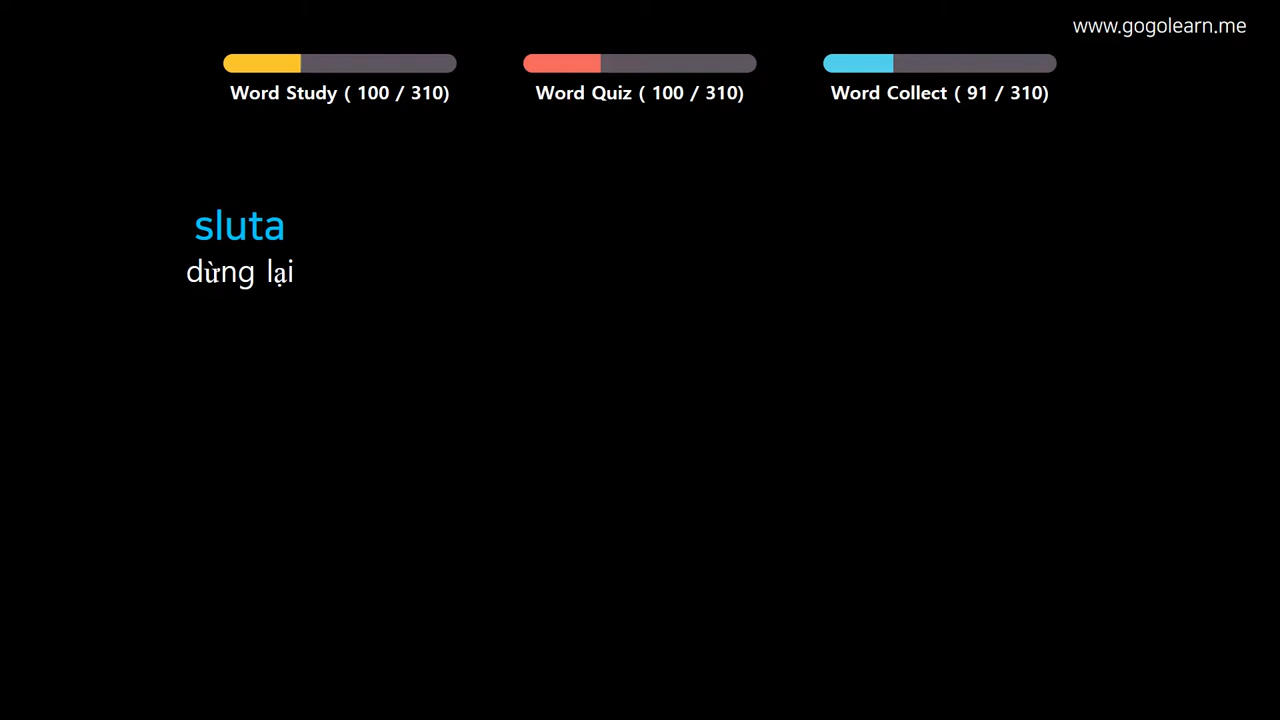 www.gogolearn.me
Word Study ( 100 / 310)
Word Quiz ( 100 / 310)
Word Collect ( 91 / 310)
sluta
dừng lại